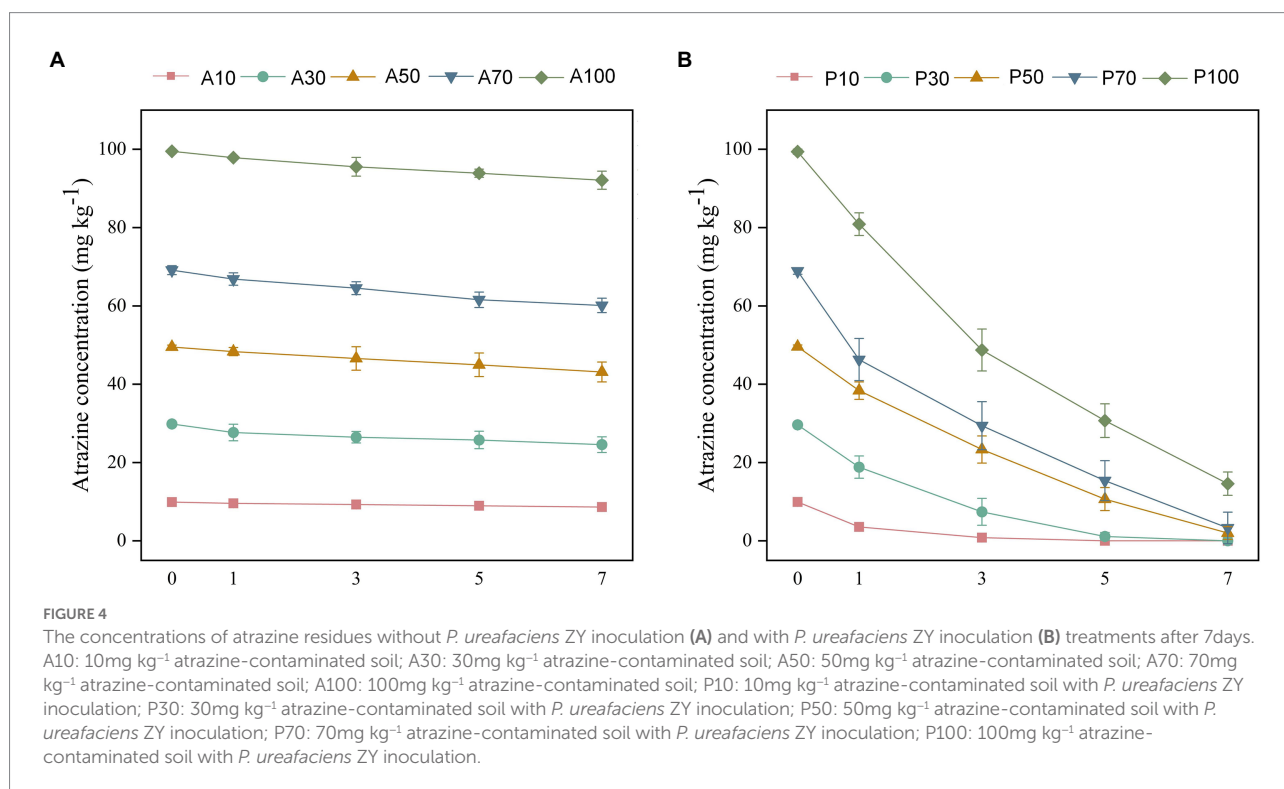 A
B
A10 A30 A50 A70 A100
P10 P30 P50 P70 P100
Atrazine concentration (mg kg⁻¹)
100
80
60
40
20
0
0 1 3 5 7
Atrazine concentration (mg kg⁻¹)
100
80
60
40
20
0
0 1 3 5 7
FIGURE 4
The concentrations of atrazine residues without P. ureafaciens ZY inoculation (A) and with P. ureafaciens ZY inoculation (B) treatments after 7days.
A10: 10mg kg⁻¹ atrazine-contaminated soil; A30: 30mg kg⁻¹ atrazine-contaminated soil; A50: 50mg kg⁻¹ atrazine-contaminated soil; A70: 70mg
kg⁻¹ atrazine-contaminated soil; A100: 100mg kg⁻¹ atrazine-contaminated soil; P10: 10mg kg⁻¹ atrazine-contaminated soil with P. ureafaciens ZY
inoculation; P30: 30mg kg⁻¹ atrazine-contaminated soil with P. ureafaciens ZY inoculation; P50: 50mg kg⁻¹ atrazine-contaminated soil with P.
ureafaciens ZY inoculation; P70: 70mg kg⁻¹ atrazine-contaminated soil with P. ureafaciens ZY inoculation; P100: 100mg kg⁻¹ atrazine-
contaminated soil with P. ureafaciens ZY inoculation.